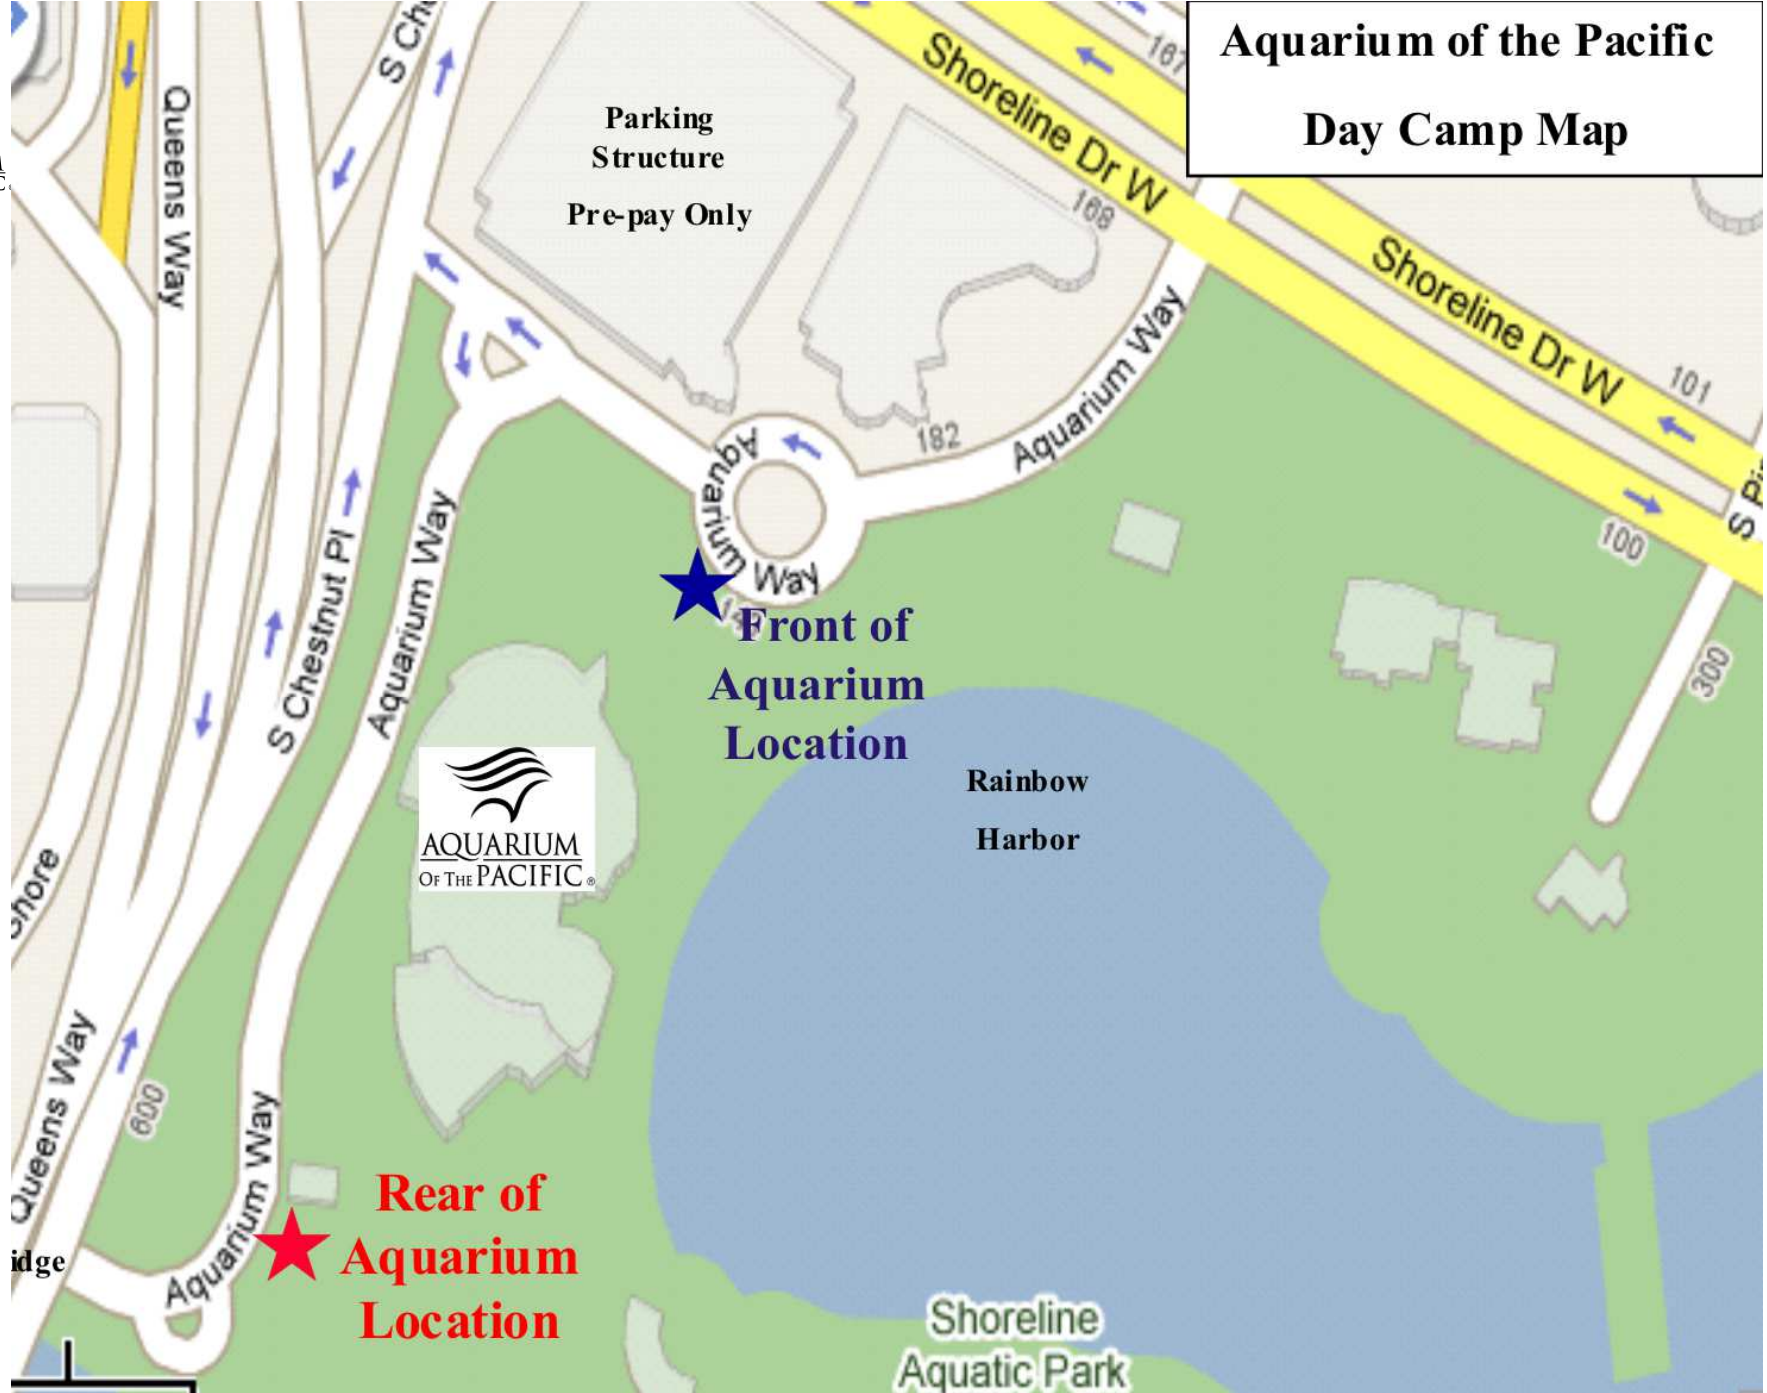 Aquarium of the Pacific
Day Camp Map
Parking
Structure
Pre-pay Only
Shoreline Dr W
Shoreline Dr W
167
168
101
100
182
300
600
Queens Way
Aquarium Way
Aquarium Way
S Chestnut Pl
Aquarium Way
Front of
Aquarium
Location
AQUARIUM
OF THE PACIFIC®
Rainbow
Harbor
Queens Way
Aquarium Way
Aquarium Way
Rear of
Aquarium
Location
Shoreline
Aquatic Park